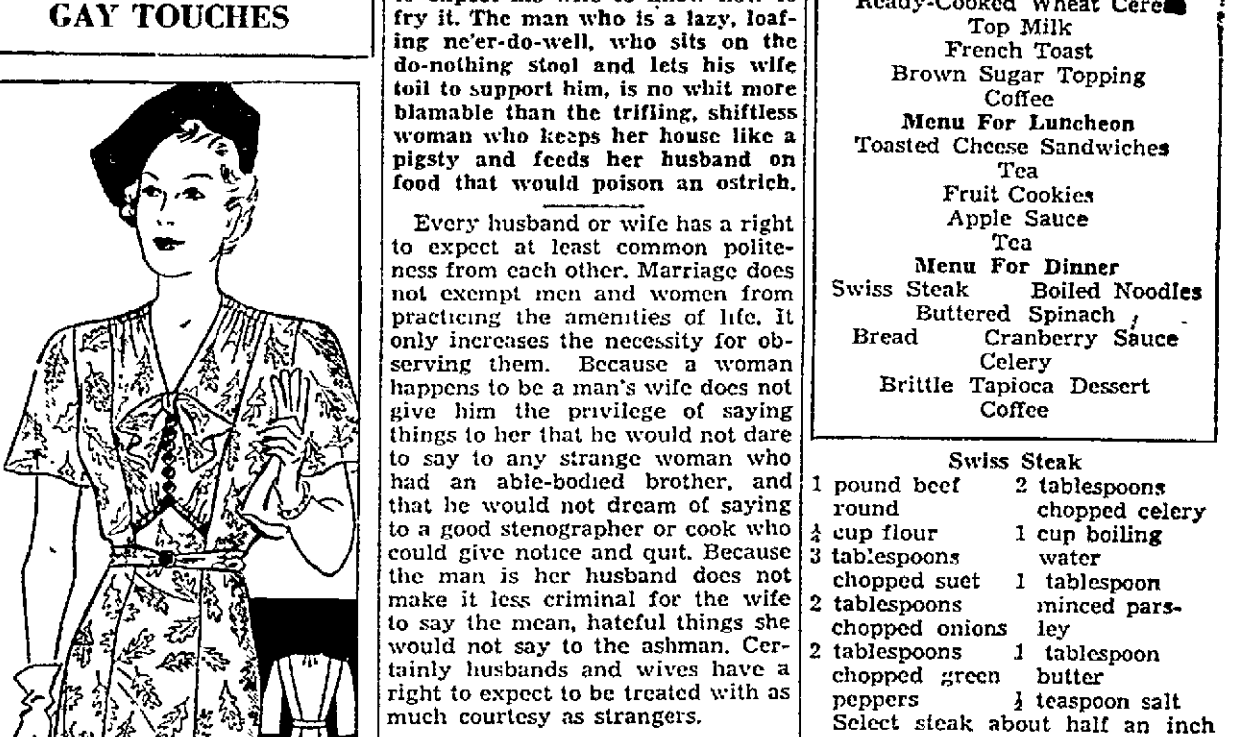 GAY TOUCHES
fry it. The man who is a lazy, loaf-
ing ne'er-do-well, who sits on the
do-nothing stool and lets his wife
toil to support him, is no whit more
blamable than the trifling, shiftless
woman who keeps her house like a
pigsty and feeds her husband on
food that would poison an ostrich.
Every husband or wife has a right
to expect at least common polite-
ness from each other. Marriage does
not exempt men and women from
practicing the amenities of life. It
only increases the necessity for ob-
serving them. Because a woman
happens to be a man's wife does not
give him the privilege of saying
things to her that he would not dare
to say to any strange woman who
had an able-bodied brother, and
that he would not dream of saying
to a good stenographer or cook who
could give notice and quit. Because
the man is her husband does not
make it less criminal for the wife
to say the mean, hateful things she
would not say to the ashman. Cer-
tainly husbands and wives have a
right to expect to be treated with as
much courtesy as strangers.
Ready-Cooked Wheat Cereal
Top Milk
French Toast
Brown Sugar Topping
Coffee
Menu For Luncheon
Toasted Cheese Sandwiches
Tea
Fruit Cookies
Apple Sauce
Tea
Menu For Dinner
Swiss Steak Boiled Noodles
Buttered Spinach
Bread Cranberry Sauce
Celery
Brittle Tapioca Dessert
Coffee
Swiss Steak
1 pound beef
round
¼ cup flour
3 tablespoons
chopped suet
2 tablespoons
chopped onions
2 tablespoons
chopped green
peppers
2 tablespoons
chopped celery
1 cup boiling
water
1 tablespoon
minced pars-
ley
1 tablespoon
butter
½ teaspoon salt
Select steak about half an inch